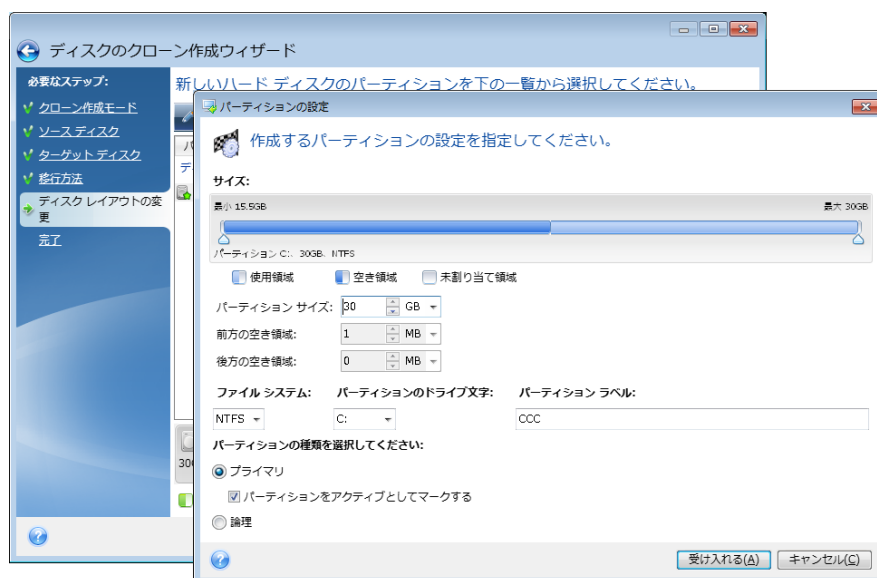 ディスクのクローン作成ウィザード
必要なステップ:
クローン作成モード
ソース ディスク
ターゲット ディスク
移行方法
ディスク レイアウトの変
更
完了
新しいハード ディスクのパーティションを下の一覧から選択してください。
パーティションの設定
作成するパーティションの設定を指定してください。
サイズ:
最小 15.5GB
最大 30GB
パーティション C:、30GB、NTFS
使用領域
空き領域
未割り当て領域
パーティション サイズ: 30 GB
前方の空き領域: 1 MB
後方の空き領域: 0 MB
ファイル システム: パーティションのドライブ文字: パーティション ラベル:
NTFS C: CCC
パーティションの種類を選択してください:
プライマリ
パーティションをアクティブとしてマークする
論理
受け入れる(A) キャンセル(C)